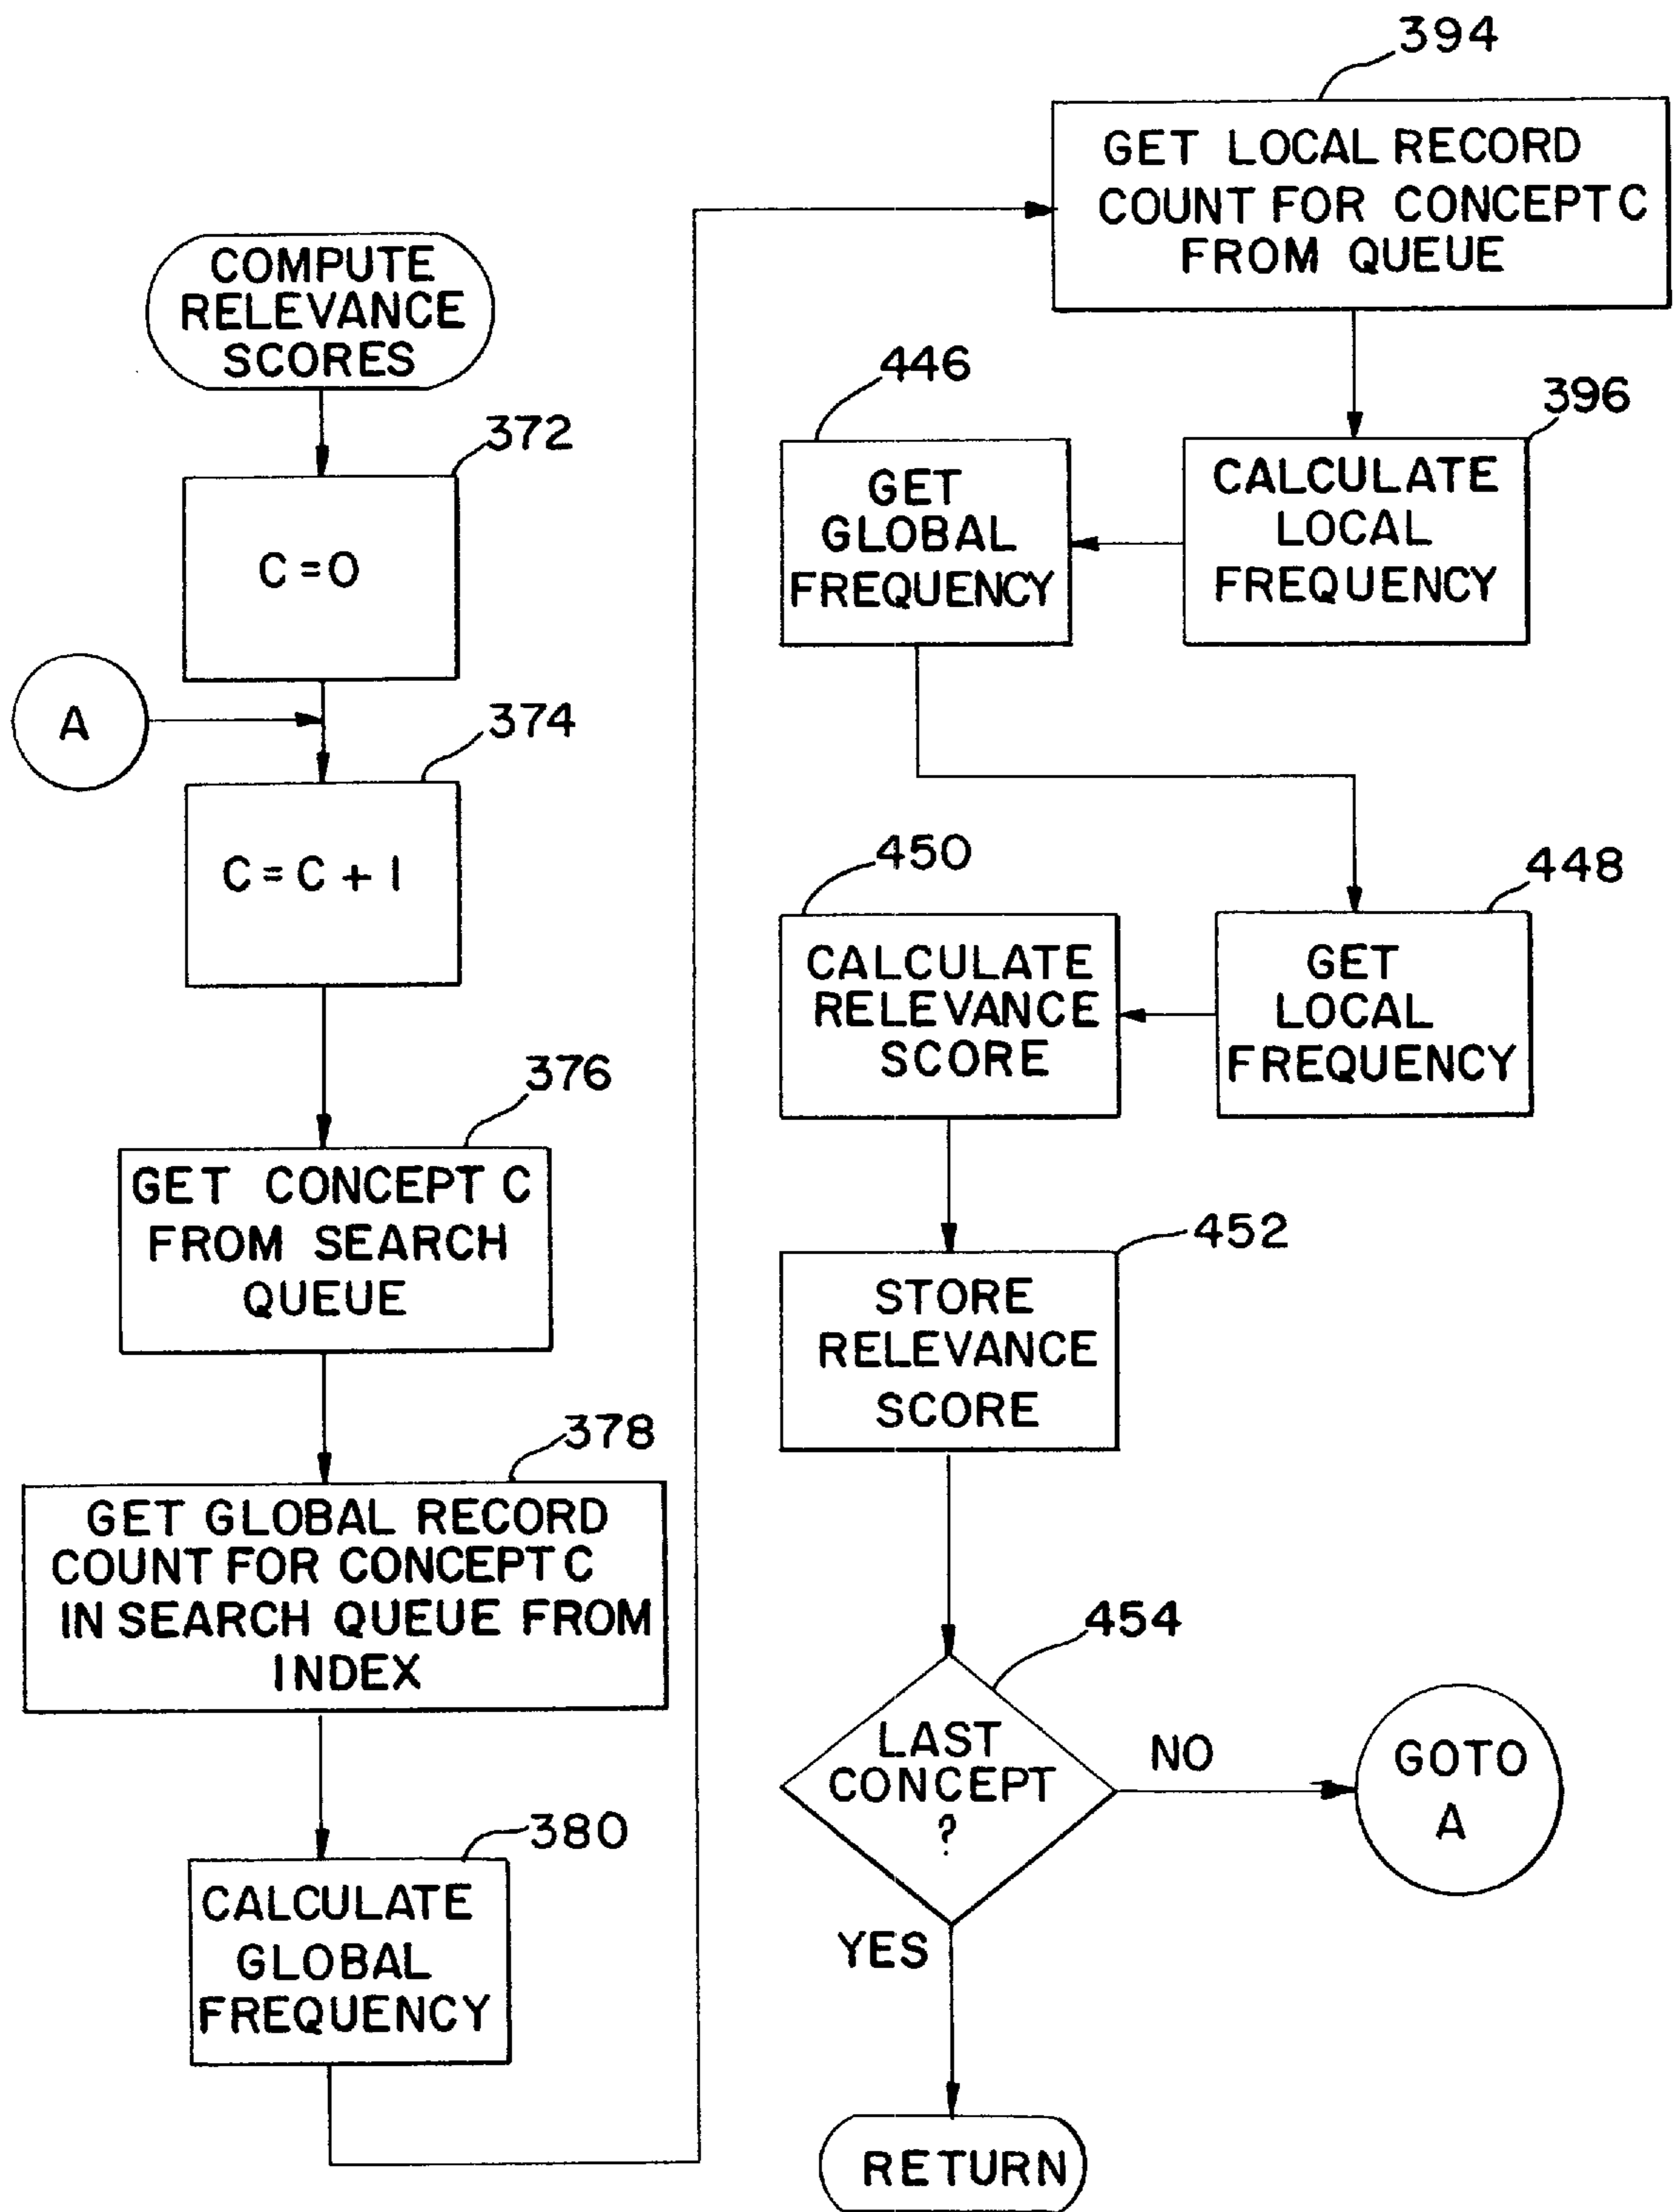 COMPUTE
RELEVANCE
SCORES
372
C=0
A
374
C=C+1
376
GET CONCEPT C
FROM SEARCH
QUEUE
378
GET GLOBAL RECORD
COUNT FOR CONCEPT C
IN SEARCH QUEUE FROM
INDEX
380
CALCULATE
GLOBAL
FREQUENCY
394
GET LOCAL RECORD
COUNT FOR CONCEPT C
FROM QUEUE
396
CALCULATE
LOCAL
FREQUENCY
446
GET
GLOBAL
FREQUENCY
448
GET
LOCAL
FREQUENCY
450
CALCULATE
RELEVANCE
SCORE
452
STORE
RELEVANCE
SCORE
454
LAST
CONCEPT
?
NO
GOTO
A
YES
RETURN